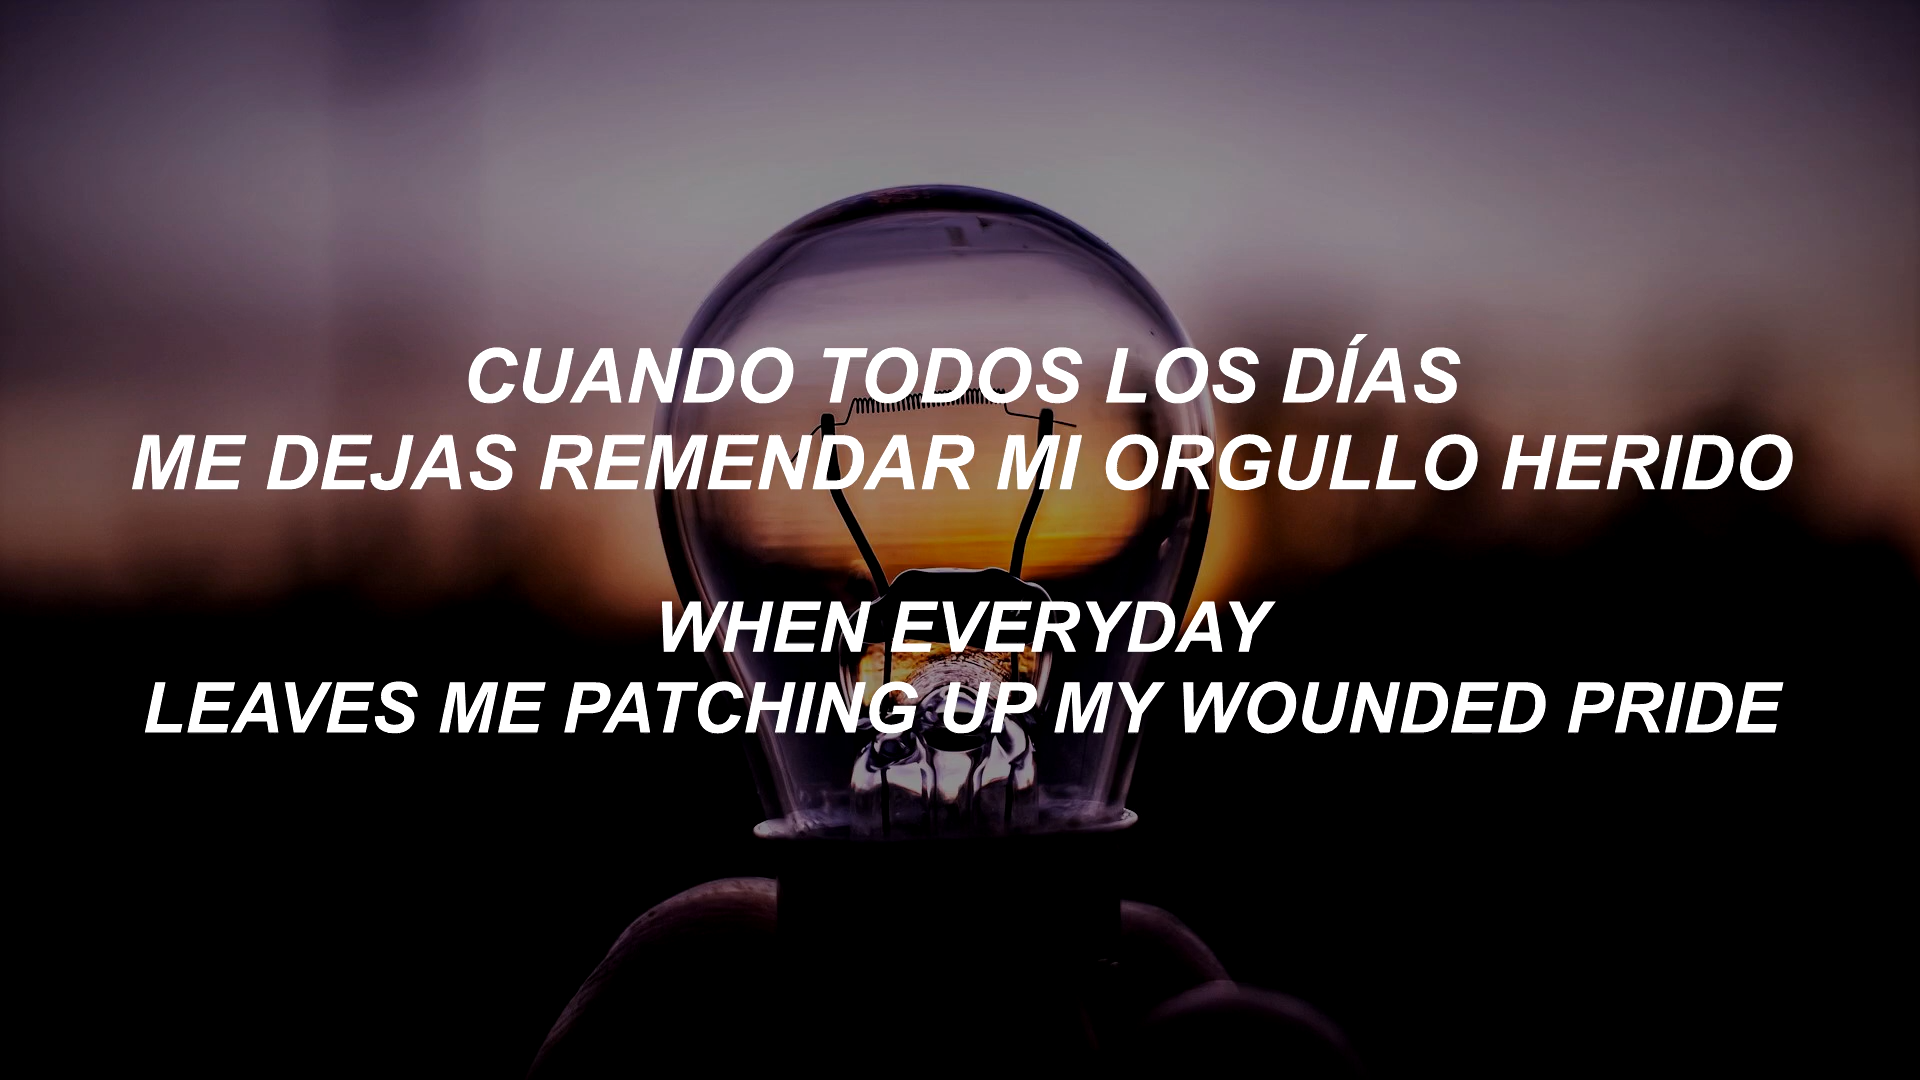 CUANDO TODOS LOS DÍAS
ME DEJAS REMENDAR MI ORGULLO HERIDO
WHEN EVERYDAY
LEAVES ME PATCHING UP MY WOUNDED PRIDE